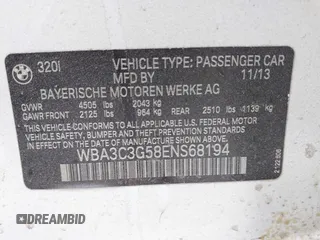 BMW
320I
VEHICLE TYPE: PASSENGER CAR
MFD BY 11/13
BAYERISCHE MOTOREN WERKE AG
GVWR 4505 lbs 2043 kg
GAWR FRONT 2125 lbs 964 kg REAR 2510 lbs 1139 kg
THIS VEHICLE CONFORMS TO ALL APPLICABLE
FEDERAL MOTOR VEHICLE SAFETY, BUMPER,
AND THEFT PREVENTION STANDARDS IN EFFECT
ON THE DATE OF MANUFACTURE SHOWN ABOVE.
WBA3C3G58ENS68194
DREAMBID